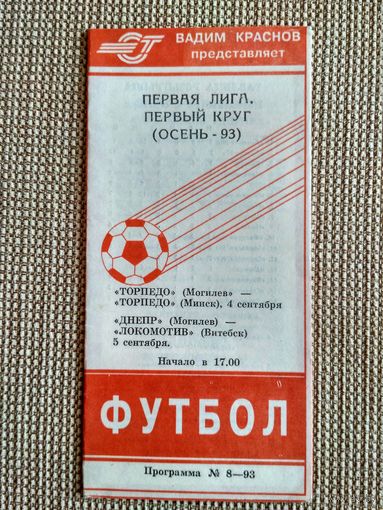 СТ
ВАДИМ КРАСНОВ
представляет
ПЕРВАЯ ЛИГА.
ПЕРВЫЙ КРУГ
(ОСЕНЬ - 93)
«ТОРПЕДО» (Могилев) —
«ТОРПЕДО» (Минск), 4 сентября
«ДНЕПР» (Могилев) —
«ЛОКОМОТИВ» (Витебск)
5 сентября.
Начало в 17.00
ФУТБОЛ
Программа № 8—93